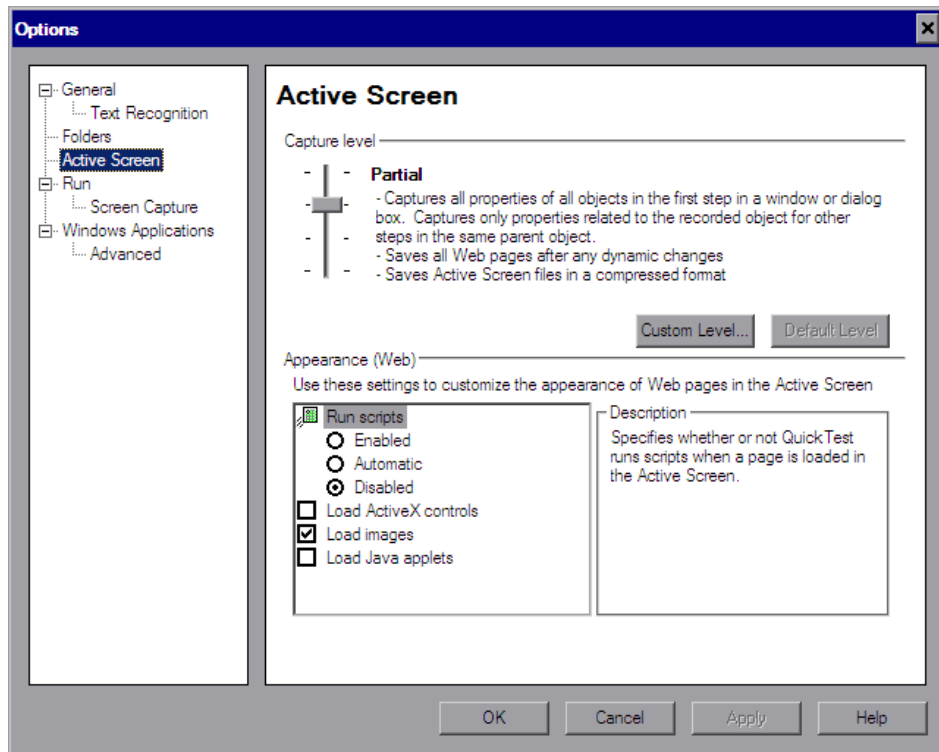 Options
General
Text Recognition
Folders
Active Screen
Run
Screen Capture
Windows Applications
Advanced
Active Screen
Capture level
Partial
- Captures all properties of all objects in the first step in a window or dialog
box. Captures only properties related to the recorded object for other
steps in the same parent object.
- Saves all Web pages after any dynamic changes
- Saves Active Screen files in a compressed format
Custom Level...
Default Level
Appearance (Web)
Use these settings to customize the appearance of Web pages in the Active Screen
Run scripts
Enabled
Automatic
Disabled
Load ActiveX controls
Load images
Load Java applets
Description
Specifies whether or not QuickTest
runs scripts when a page is loaded in
the Active Screen.
OK
Cancel
Apply
Help